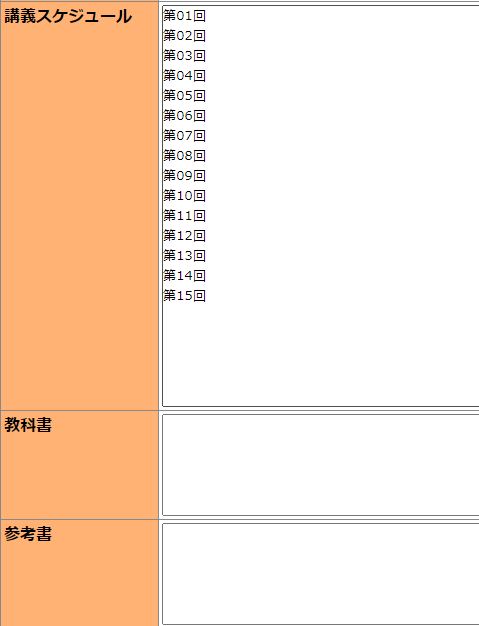 講義スケジュール
第01回
第02回
第03回
第04回
第05回
第06回
第07回
第08回
第09回
第10回
第11回
第12回
第13回
第14回
第15回
教科書
参考書